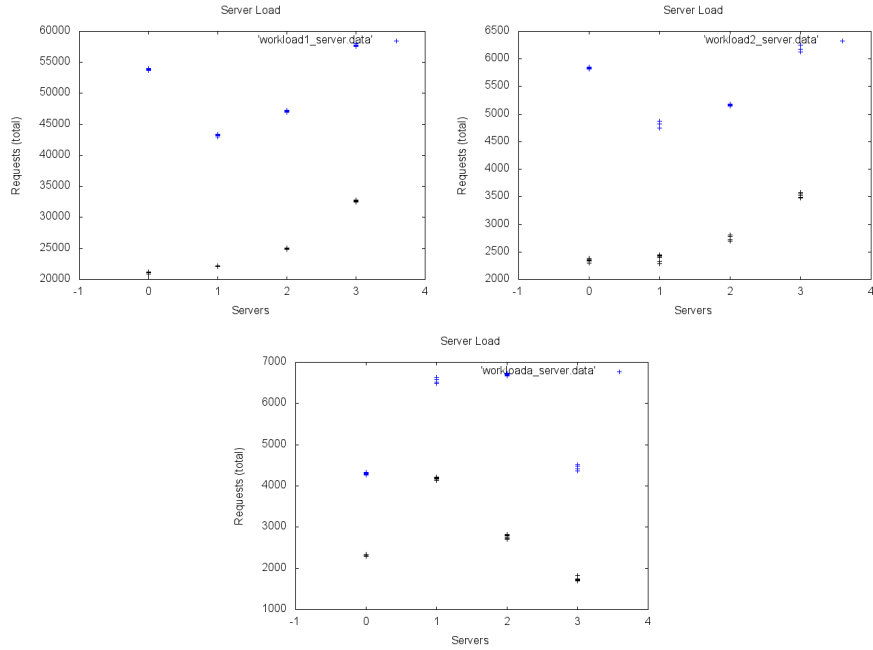 Server Load
60000
55000
50000
45000
40000
35000
30000
25000
20000
Requests (total)
'workload1_server.data'
-1 0 1 2 3 4
Servers
Server Load
6500
6000
5500
5000
4500
4000
3500
3000
2500
2000
Requests (total)
'workload2_server.data'
-1 0 1 2 3 4
Servers
Server Load
7000
6000
5000
4000
3000
2000
1000
Requests (total)
'workloada_server.data'
-1 0 1 2 3 4
Servers